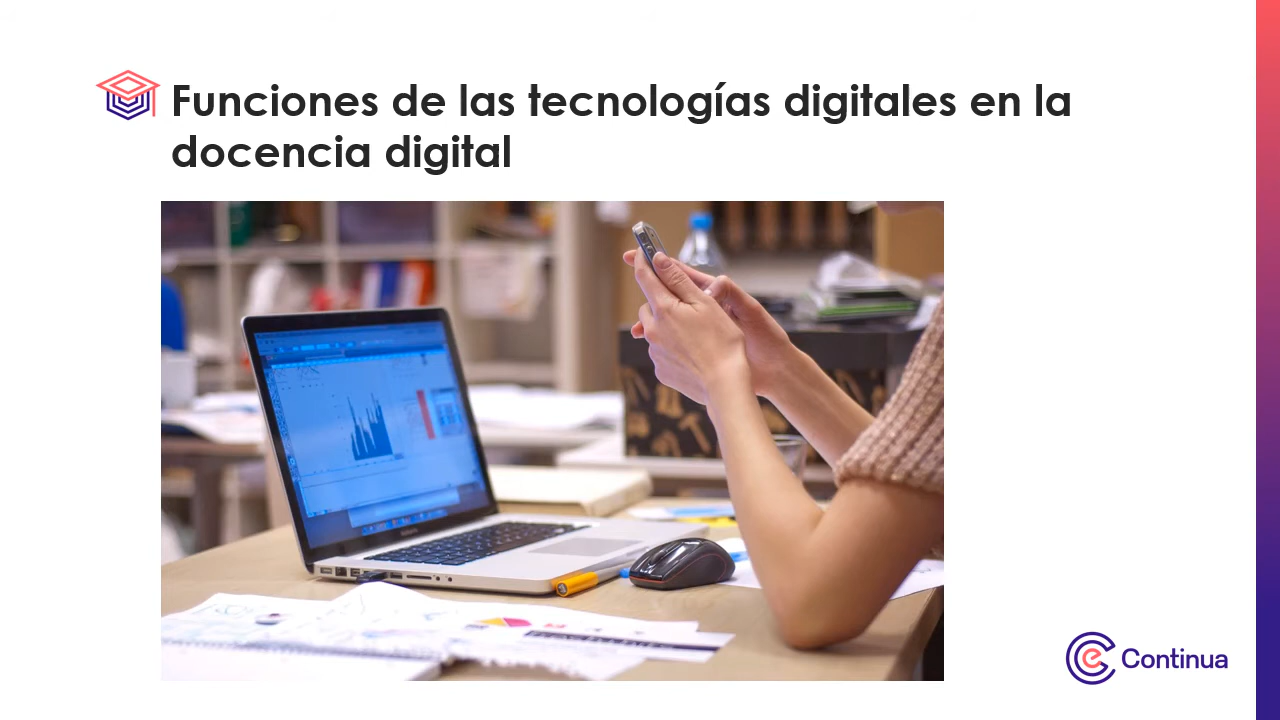 Funciones de las tecnologías digitales en la
docencia digital
Continua